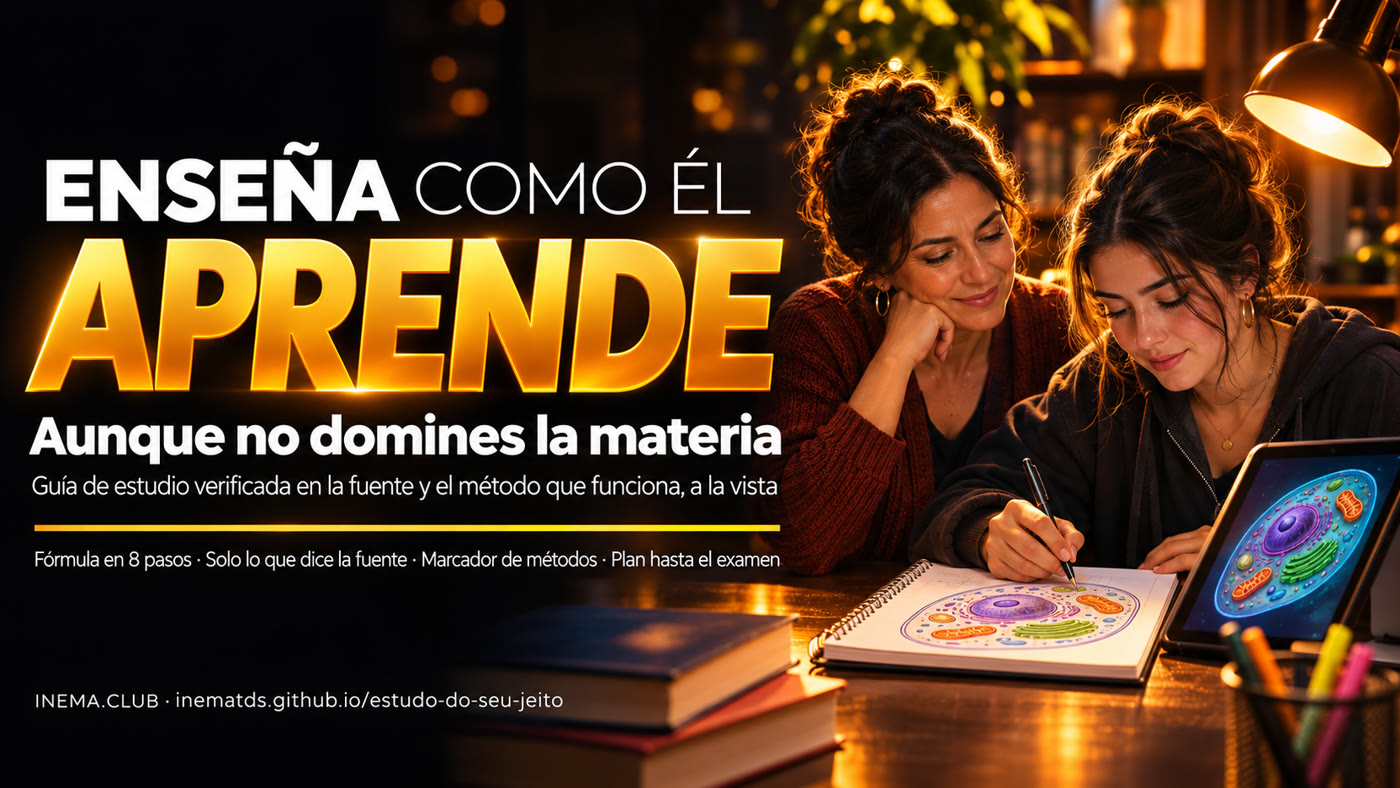 ENSEÑA COMO ÉL
APRENDE
Aunque no domines la materia
Guía de estudio verificada en la fuente y el método que funciona, a la vista
Fórmula en 8 pasos · Solo lo que dice la fuente · Marcador de métodos · Plan hasta el examen
INEMA.CLUB · inematds.github.io/estudo-do-seu-jeito